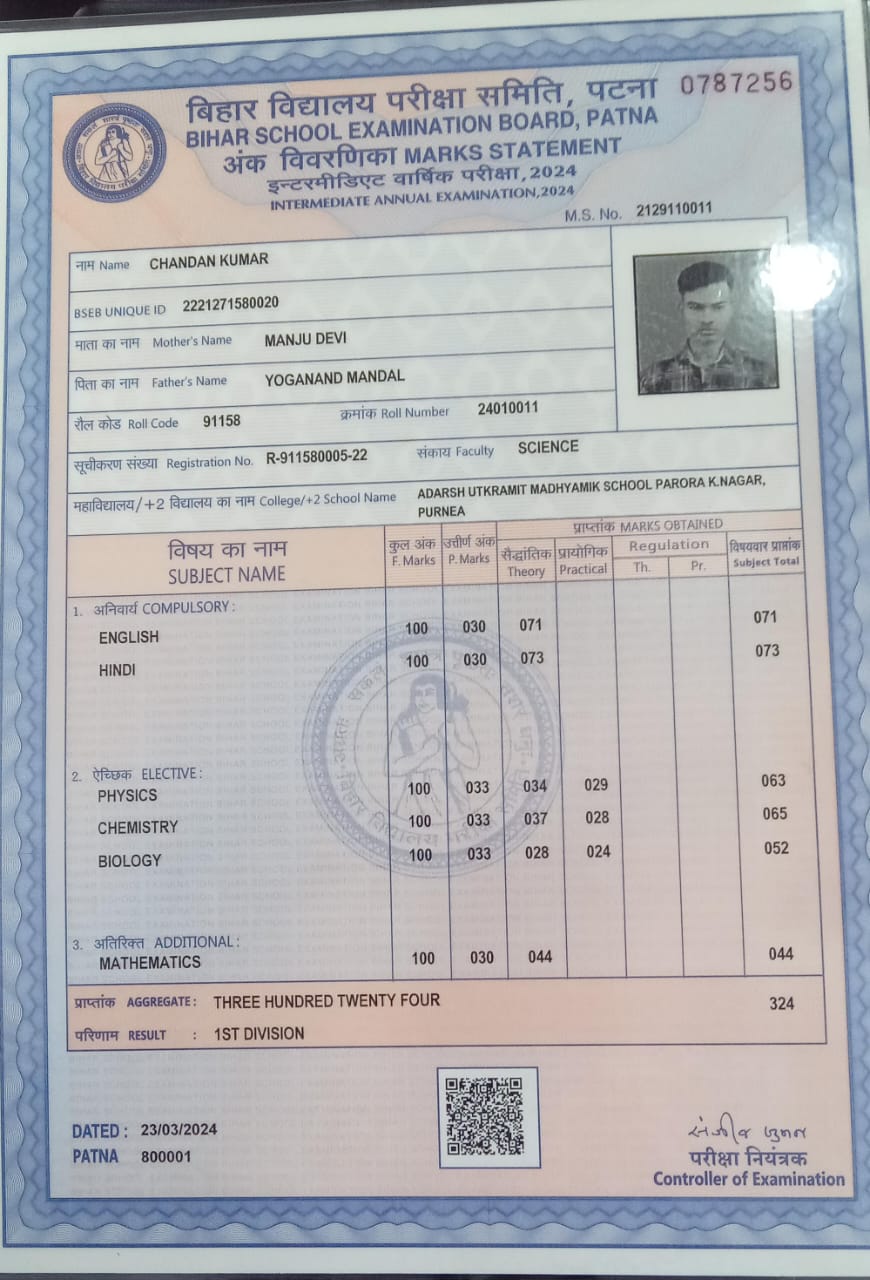 बिहार विद्यालय परीक्षा समिति, पटना 0787256
BIHAR SCHOOL EXAMINATION BOARD, PATNA
अंक विवरणिका MARKS STATEMENT
इन्टरमीडिएट वार्षिक परीक्षा, 2024
INTERMEDIATE ANNUAL EXAMINATION,2024
M.S. No. 2129110011
नाम Name CHANDAN KUMAR
BSEB UNIQUE ID 2221271580020
माता का नाम Mother's Name MANJU DEVI
पिता का नाम Father's Name YOGANAND MANDAL
रौल कोड Roll Code 91158 क्रमांक Roll Number 24010011
सूचीकरण संख्या Registration No. R-911580005-22 संकाय Faculty SCIENCE
महाविद्यालय/+2 विद्यालय का नाम College/+2 School Name ADARSH UTKRAMIT MADHYAMIK SCHOOL PARORA K.NAGAR,
PURNEA
विषय का नाम कुल अंक उत्तीर्ण अंक प्राप्तांक MARKS OBTAINED
SUBJECT NAME F. Marks P. Marks सैद्धांतिक प्रायोगिक Regulation विषयवार प्राप्तांक
Theory Practical Th. Pr. Subject Total
1. अनिवार्य COMPULSORY :
ENGLISH 100 030 071 071
HINDI 100 030 073 073
2. ऐच्छिक ELECTIVE :
PHYSICS 100 033 034 029 063
CHEMISTRY 100 033 037 028 065
BIOLOGY 100 033 028 024 052
3. अतिरिक्त ADDITIONAL :
MATHEMATICS 100 030 044 044
प्राप्तांक AGGREGATE : THREE HUNDRED TWENTY FOUR 324
परिणाम RESULT : 1ST DIVISION
DATED : 23/03/2024
PATNA 800001
परीक्षा नियंत्रक
Controller of Examination